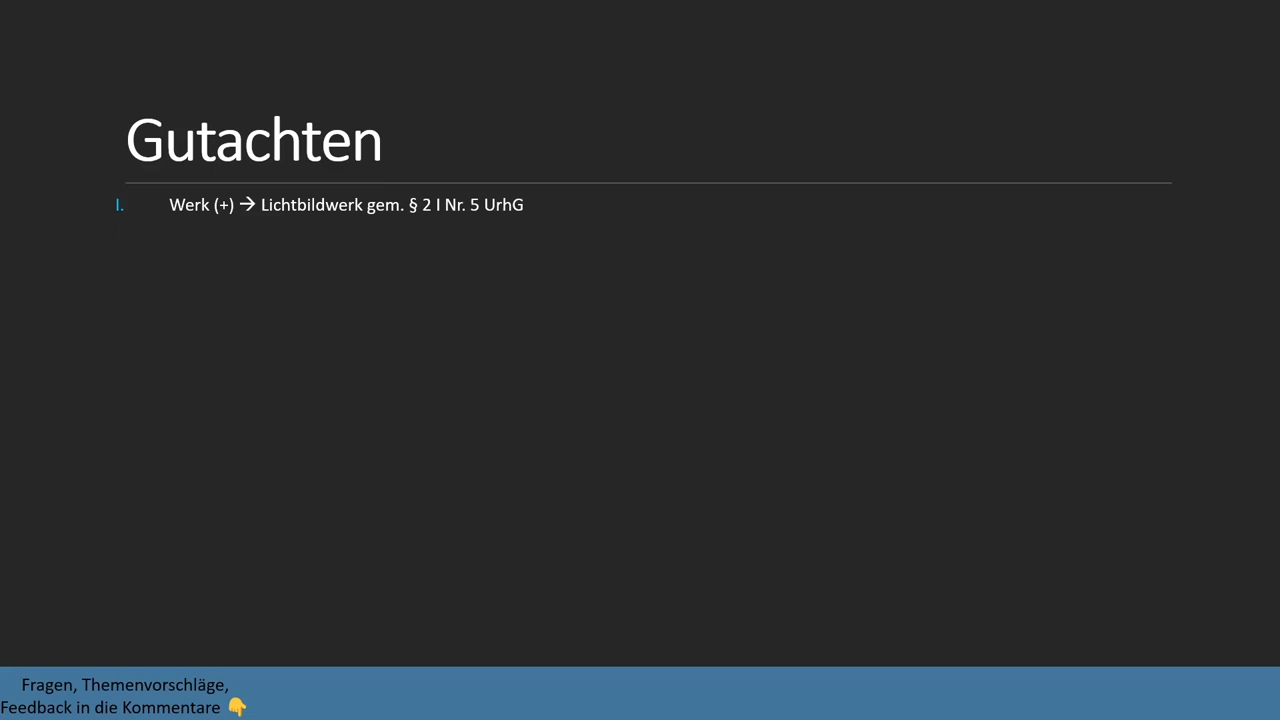 Gutachten
I. Werk (+) → Lichtbildwerk gem. § 2 I Nr. 5 UrhG
Fragen, Themenvorschläge,
Feedback in die Kommentare 👇